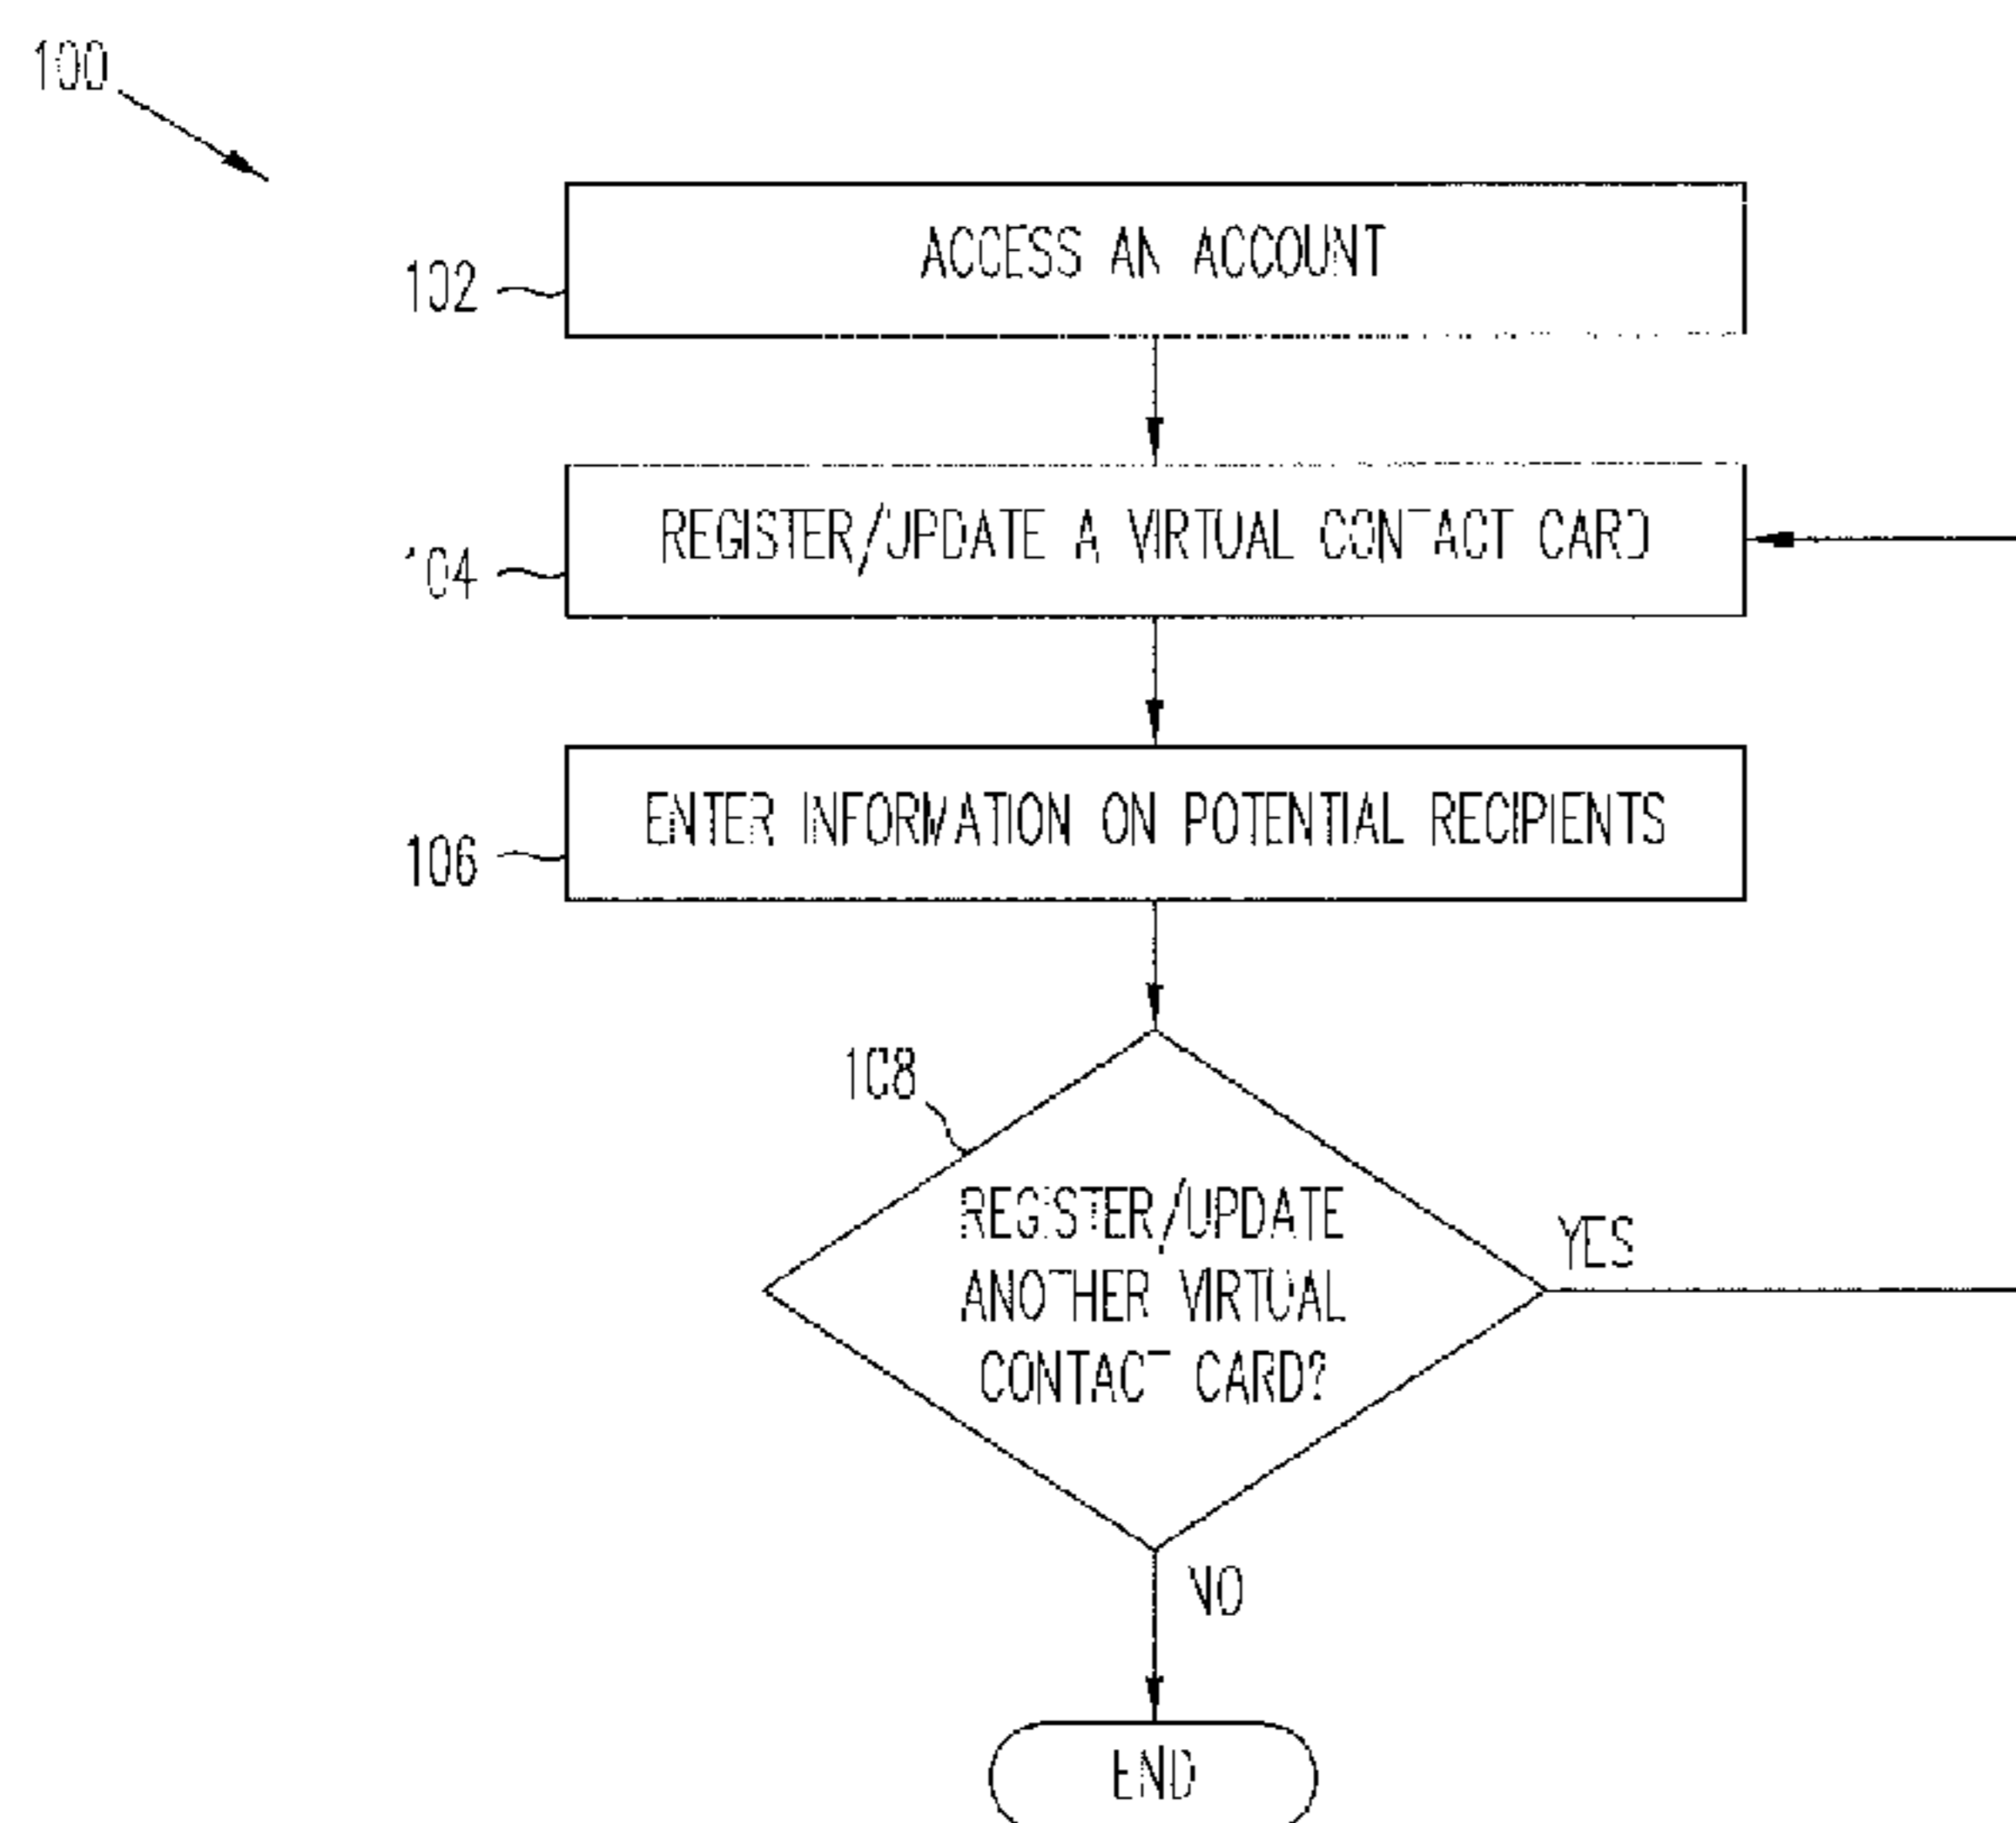 100
ACCESS AN ACCOUNT
102
REGISTER/UPDATE A VIRTUAL CONTACT CARD
104
ENTER INFORMATION ON POTENTIAL RECIPIENTS
106
108
REGISTER/UPDATE
ANOTHER VIRTUAL
CONTACT CARD?
YES
NO
END